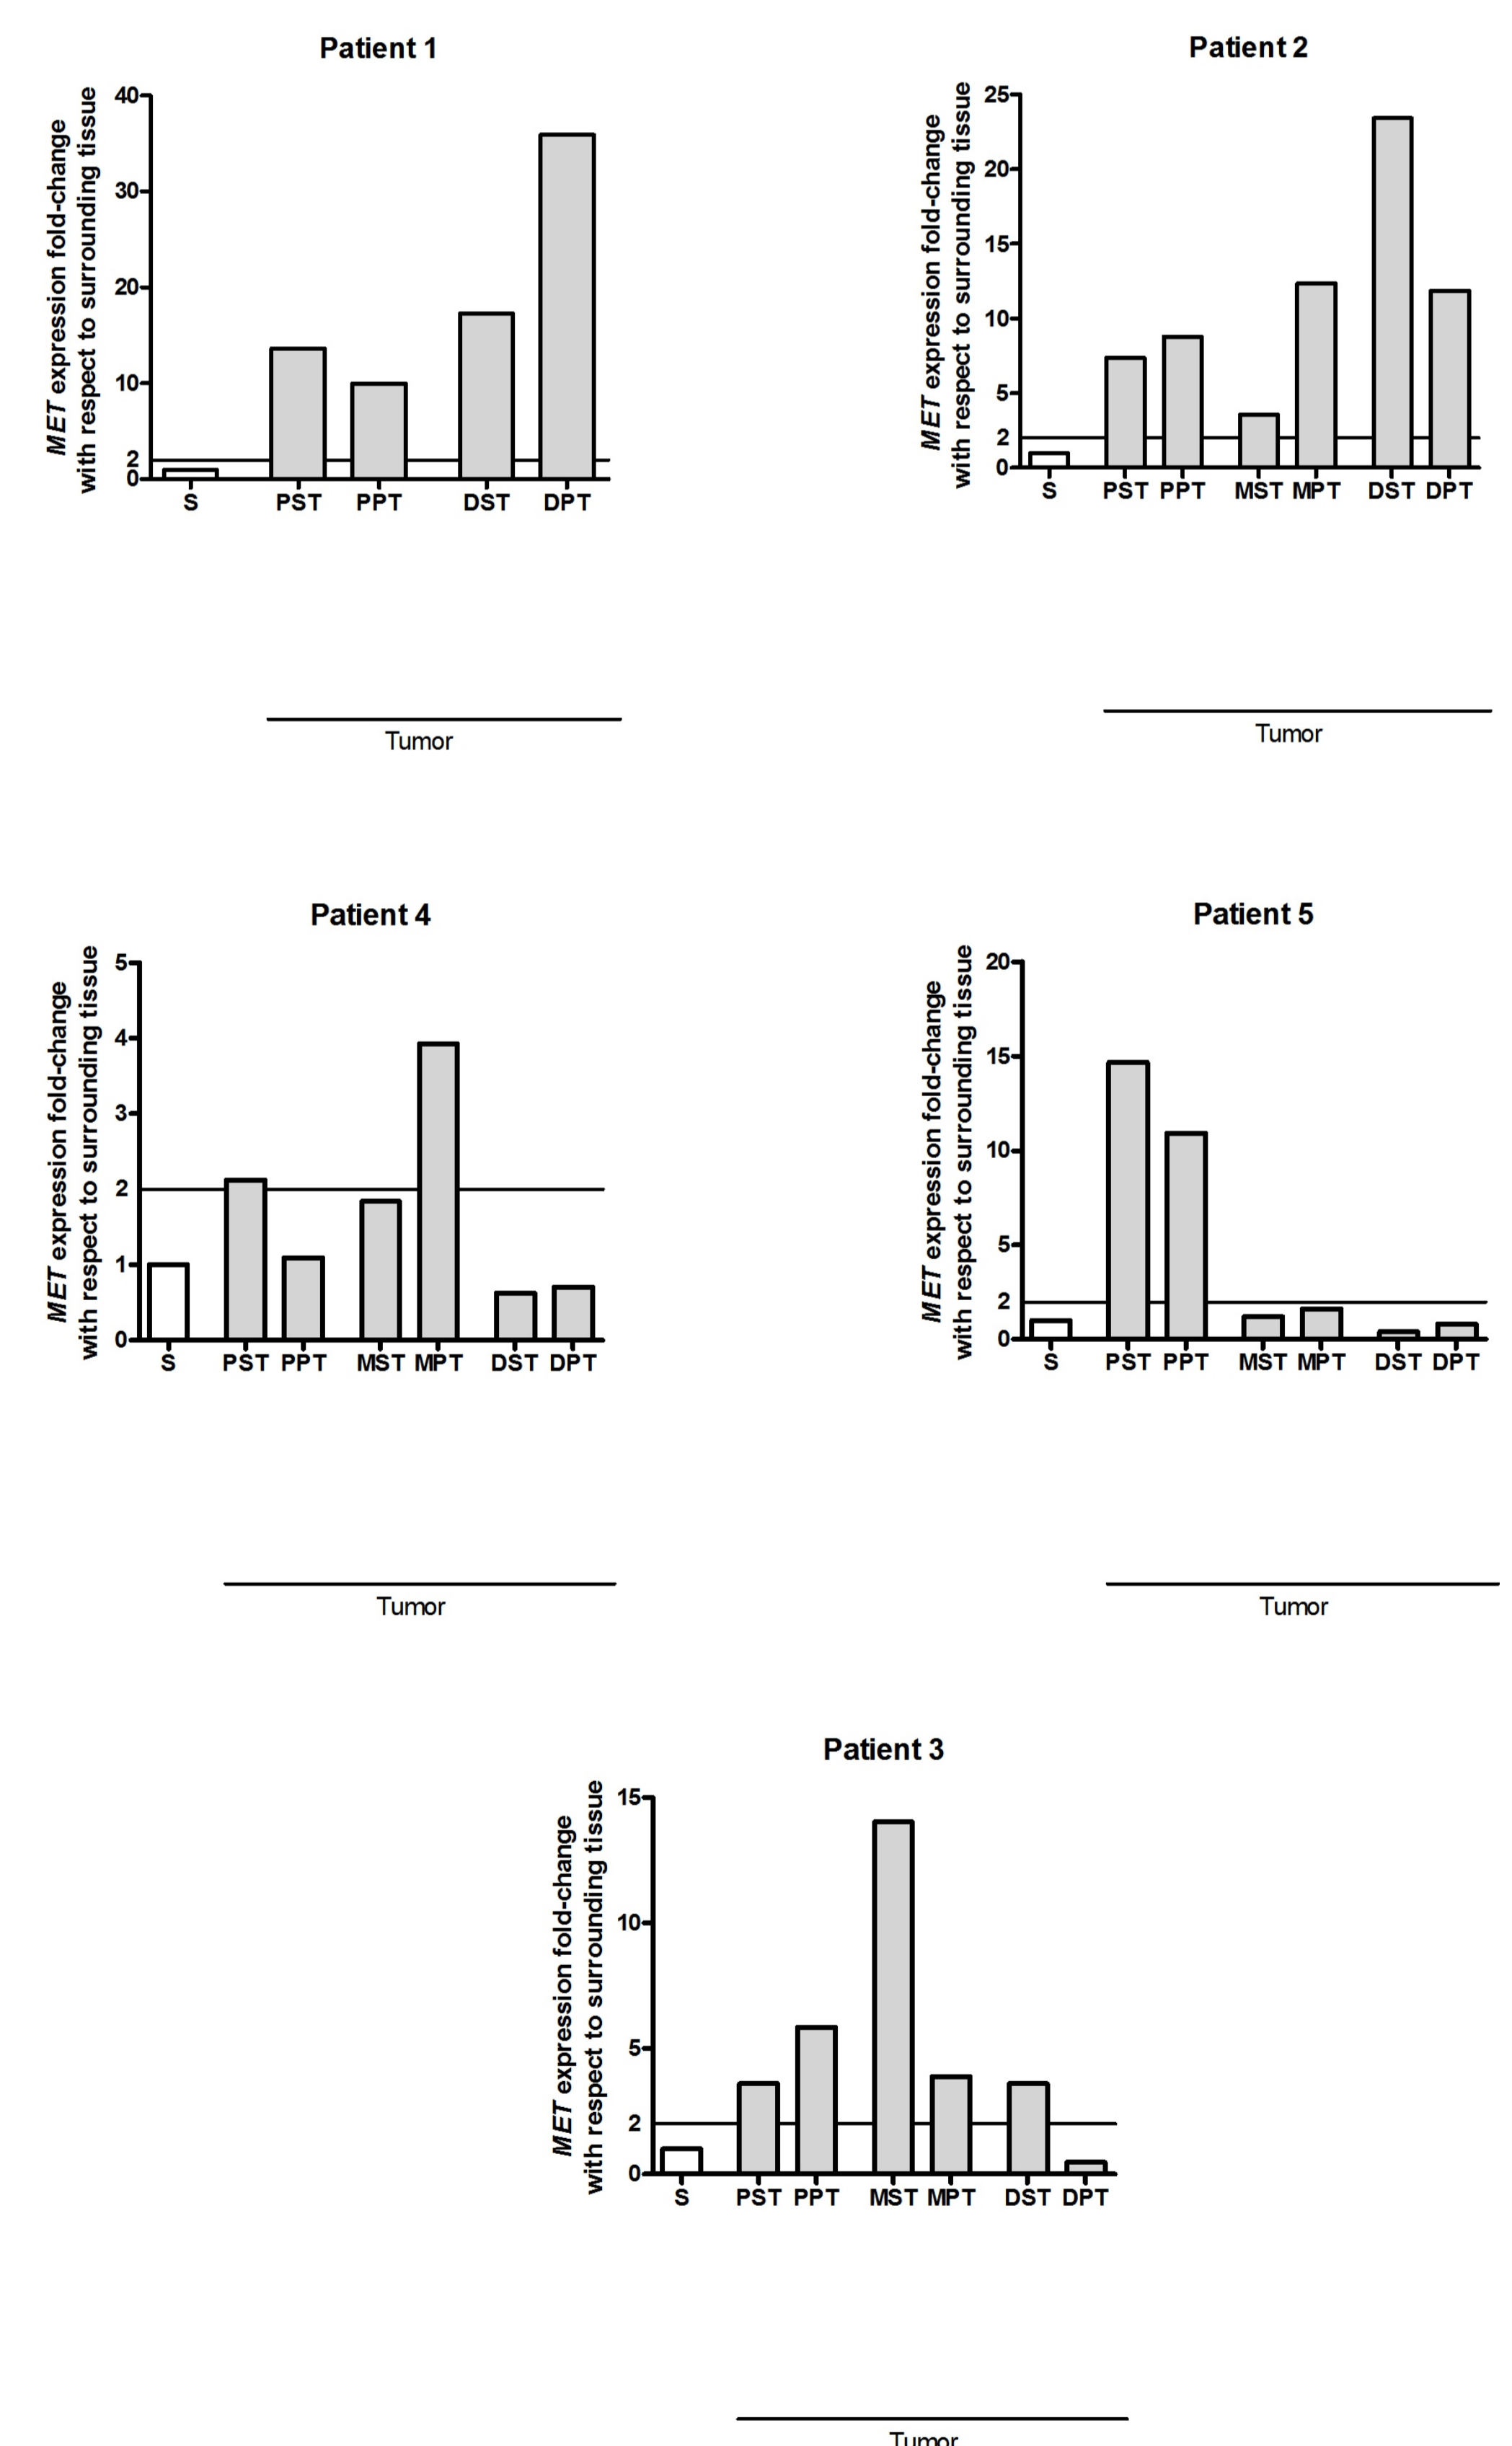 Patient 1
MET expression fold-change
with respect to surrounding tissue
40
30
20
10
2
0
S PST PPT DST DPT
Tumor
Patient 2
MET expression fold-change
with respect to surrounding tissue
25
20
15
10
5
2
0
S PST PPT MST MPT DST DPT
Tumor
Patient 4
MET expression fold-change
with respect to surrounding tissue
5
4
3
2
1
0
S PST PPT MST MPT DST DPT
Tumor
Patient 5
MET expression fold-change
with respect to surrounding tissue
20
15
10
5
2
0
S PST PPT MST MPT DST DPT
Tumor
Patient 3
MET expression fold-change
with respect to surrounding tissue
15
10
5
2
0
S PST PPT MST MPT DST DPT
Tumor